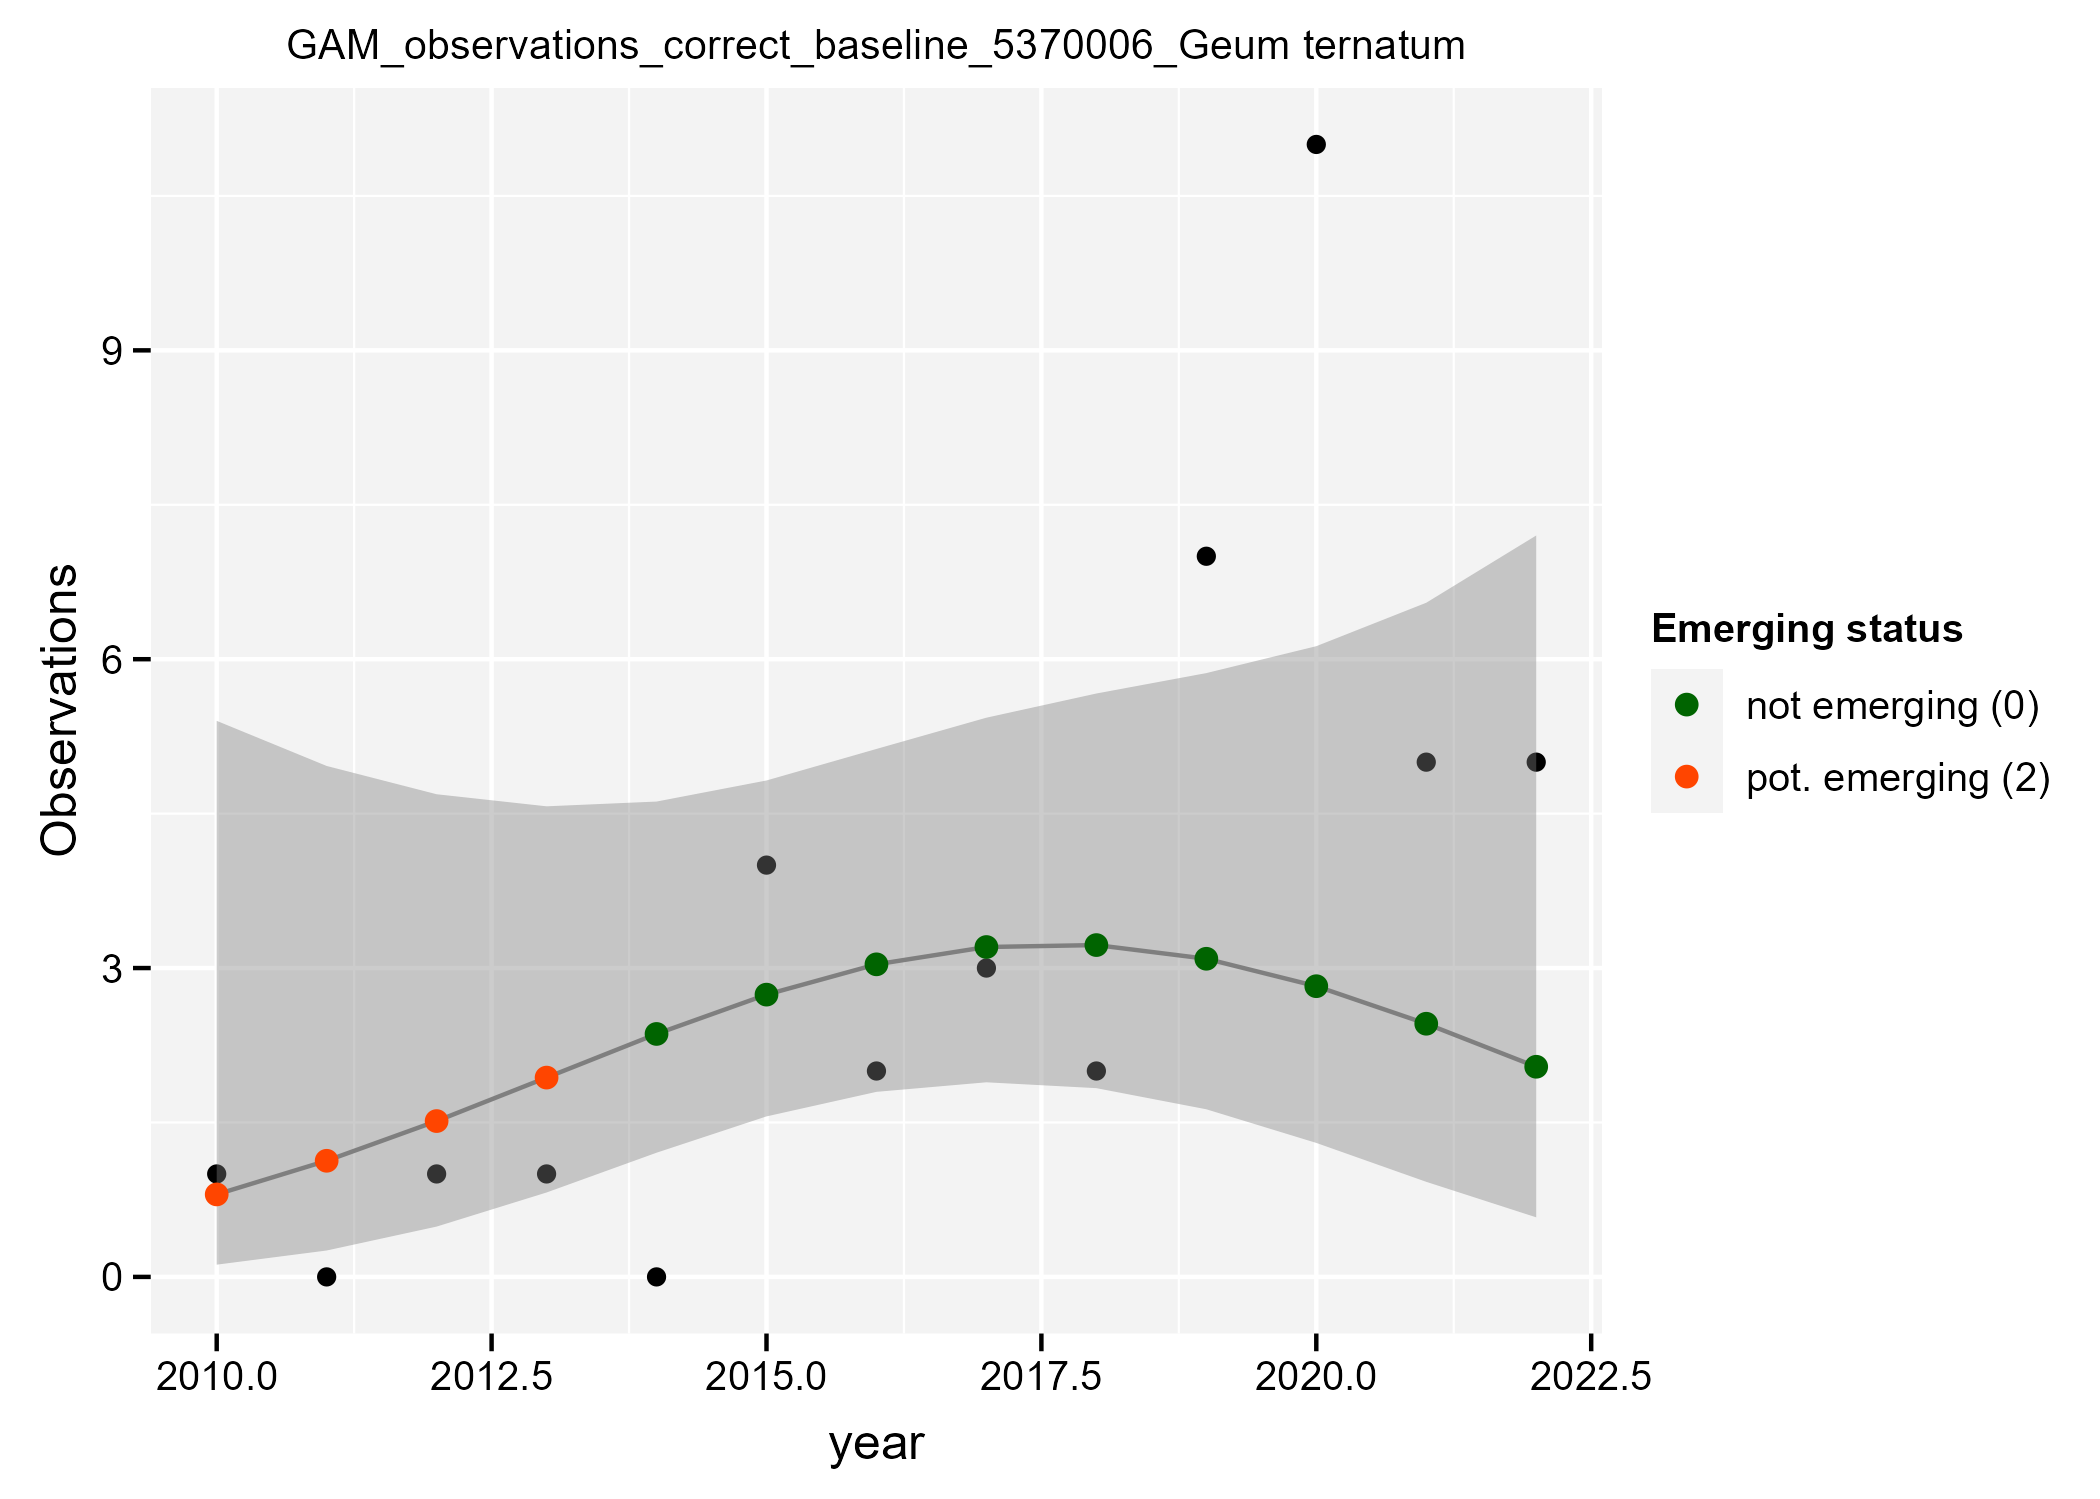 GAM_observations_correct_baseline_5370006_Geum ternatum
Observations
9
6
3
0
2010.0 2012.5 2015.0 2017.5 2020.0 2022.5
year
Emerging status
not emerging (0)
pot. emerging (2)